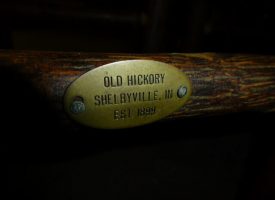 OLD HICKORY
SHELBYVILLE, IN
EST 1899